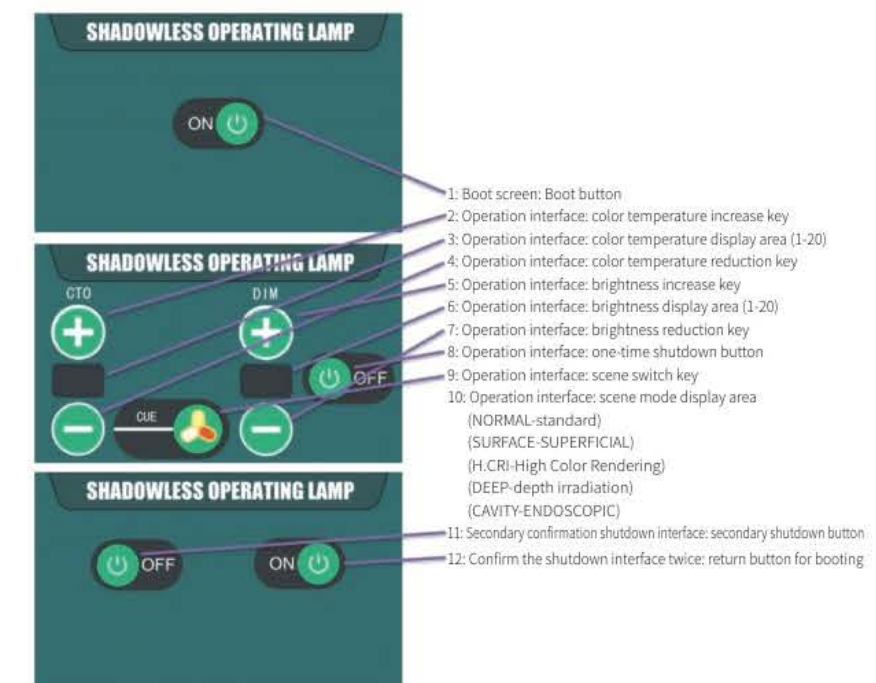 SHADOWLESS OPERATING LAMP
ON
SHADOWLESS OPERATING LAMP
CTO
DIM
OFF
CUE
SHADOWLESS OPERATING LAMP
OFF
ON
1: Boot screen: Boot button
2: Operation interface: color temperature increase key
3: Operation interface: color temperature display area (1-20)
4: Operation interface: color temperature reduction key
5: Operation interface: brightness increase key
6: Operation interface: brightness display area (1-20)
7: Operation interface: brightness reduction key
8: Operation interface: one-time shutdown button
9: Operation interface: scene switch key
10: Operation interface: scene mode display area
(NORMAL-standard)
(SURFACE-SUPERFICIAL)
(H.CRI-High Color Rendering)
(DEEP-depth irradiation)
(CAVITY-ENDOSCOPIC)
11: Secondary confirmation shutdown interface: secondary shutdown button
12: Confirm the shutdown interface twice: return button for booting